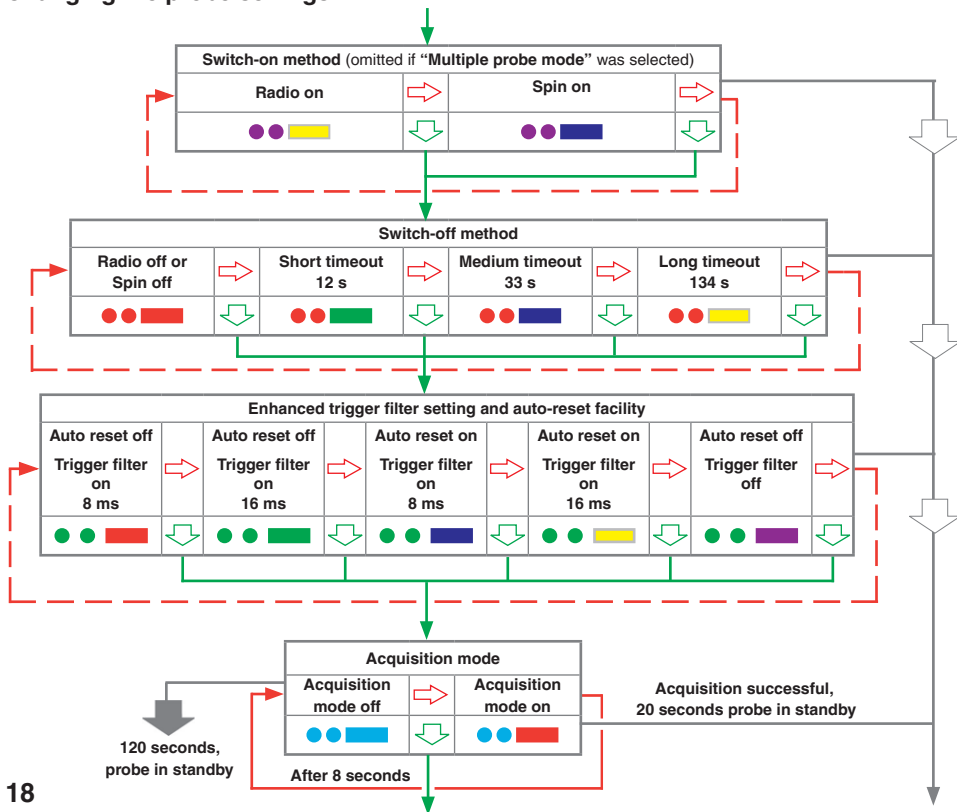 Switch-on method (omitted if “Multiple probe mode” was selected)
Radio on
Spin on
Switch-off method
Radio off or
Spin off
Short timeout
12 s
Medium timeout
33 s
Long timeout
134 s
Enhanced trigger filter setting and auto-reset facility
Auto reset off
Trigger filter
on
8 ms
Auto reset off
Trigger filter
on
16 ms
Auto reset on
Trigger filter
on
8 ms
Auto reset on
Trigger filter
on
16 ms
Auto reset off
Trigger filter
off
Acquisition mode
Acquisition
mode off
Acquisition
mode on
Acquisition successful,
20 seconds probe in standby
120 seconds,
probe in standby
After 8 seconds
18